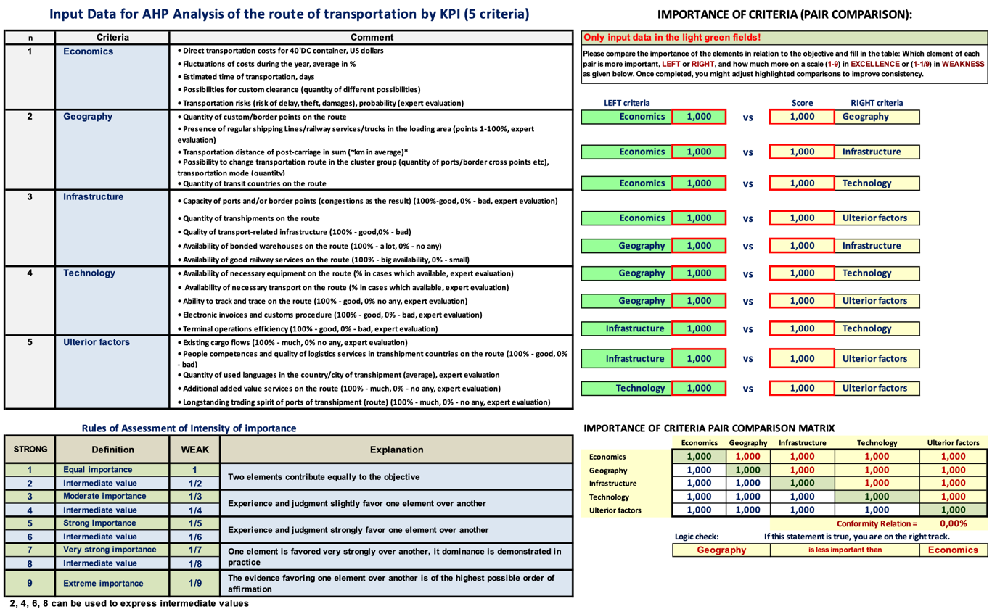 Input Data for AHP Analysis of the route of transportation by KPI (5 criteria)
n Criteria Comment
1 Economics • Direct transportation costs for 40'DC container, US dollars
• Fluctuations of costs during the year, average in %
• Estimated time of transportation, days
• Possibilities for custom clearance (quantity of different possibilities)
• Transportation risks (risk of delay, theft, damages), probability (expert evaluation)
2 Geography • Quantity of custom/border points on the route
• Presence of regular shipping Lines/railway services/trucks in the loading area (points 1-100%, expert
evaluation)
• Transportation distance of post-carriage in sum (~km in average)*
• Possibility to change transportation route in the cluster group (quantity of ports/border cross points etc),
transportation mode (quantity)
• Quantity of transit countries on the route
3 Infrastructure • Capacity of ports and/or border points (congestions as the result) (100%-good, 0% - bad, expert evaluation)
• Quantity of transhipments on the route
• Quality of transport-related infrastructure (100% - good,0% - bad)
• Availability of bonded warehouses on the route (100% - a lot, 0% - no any)
• Availability of good railway services on the route (100% - big availability, 0% - small)
4 Technology • Availability of necessary equipment on the route (% in cases which available, expert evaluation)
• Availability of necessary transport on the route (% in cases which available, expert evaluation)
• Ability to track and trace on the route (100% - good, 0% no any, expert evaluation)
• Electronic invoices and customs procedure (100% - good, 0% - bad, expert evaluation)
• Terminal operations efficiency (100% - good, 0% - bad, expert evaluation)
5 Ulterior factors • Existing cargo flows (100% - much, 0% no any, expert evaluation)
• People competences and quality of logistics services in transhipment countries on the route (100% - good, 0%
- bad)
• Quantity of used languages in the country/city of transhipment (average), expert evaluation
• Additional added value services on the route (100% - much, 0% - no any, expert evaluation)
• Longstanding trading spirit of ports of transhipment (route) (100% - much, 0% - no any, expert evaluation)
IMPORTANCE OF CRITERIA (PAIR COMPARISON):
Only input data in the light green fields!
Please compare the importance of the elements in relation to the objective and fill in the table: Which element of each
pair is more important, LEFT or RIGHT, and how much more on a scale (1-9) in EXCELLENCE or (1-1/9) in WEAKNESS
as given below. Once completed, you might adjust highlighted comparisons to improve consistency.
LEFT criteria Score RIGHT criteria
Economics 1,000 vs 1,000 Geography
Economics 1,000 vs 1,000 Infrastructure
Economics 1,000 vs 1,000 Technology
Economics 1,000 vs 1,000 Ulterior factors
Geography 1,000 vs 1,000 Infrastructure
Geography 1,000 vs 1,000 Technology
Geography 1,000 vs 1,000 Ulterior factors
Infrastructure 1,000 vs 1,000 Technology
Infrastructure 1,000 vs 1,000 Ulterior factors
Technology 1,000 vs 1,000 Ulterior factors
Rules of Assessment of Intensity of importance
STRONG Definition WEAK Explanation
1 Equal importance 1
Two elements contribute equally to the objective
2 Intermediate value 1/2
3 Moderate importance 1/3
Experience and judgment slightly favor one element over another
4 Intermediate value 1/4
5 Strong Importance 1/5
Experience and judgment strongly favor one element over another
6 Intermediate value 1/6
7 Very strong importance 1/7
One element is favored very strongly over another, it dominance is demonstrated in
practice
8 Intermediate value 1/8
9 Extreme importance 1/9
The evidence favoring one element over another is of the highest possible order of
affirmation
2, 4, 6, 8 can be used to express intermediate values
IMPORTANCE OF CRITERIA PAIR COMPARISON MATRIX
Economics Geography Infrastructure Technology Ulterior factors
Economics 1,000 1,000 1,000 1,000 1,000
Geography 1,000 1,000 1,000 1,000 1,000
Infrastructure 1,000 1,000 1,000 1,000 1,000
Technology 1,000 1,000 1,000 1,000 1,000
Ulterior factors 1,000 1,000 1,000 1,000 1,000
Conformity Relation = 0,00%
Logic check: If this statement is true, you are on the right track.
Geography is less important than Economics